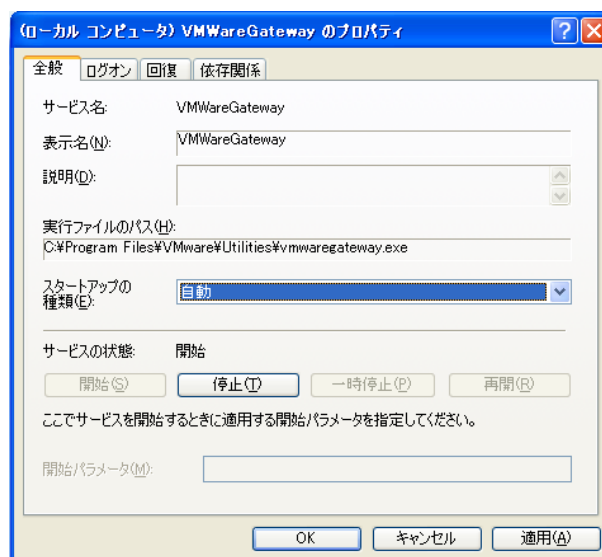 (ローカル コンピュータ) VMWareGateway のプロパティ
全般 ログオン 回復 依存関係
サービス名: VMWareGateway
表示名(N): VMWareGateway
説明(D):
実行ファイルのパス(H):
C:¥Program Files¥VMware¥Utilities¥vmwaregateway.exe
スタートアップの
種類(E): 自動
サービスの状態: 開始
開始(S) 停止(T) 一時停止(P) 再開(R)
ここでサービスを開始するときに適用する開始パラメータを指定してください。
開始パラメータ(M):
OK キャンセル 適用(A)